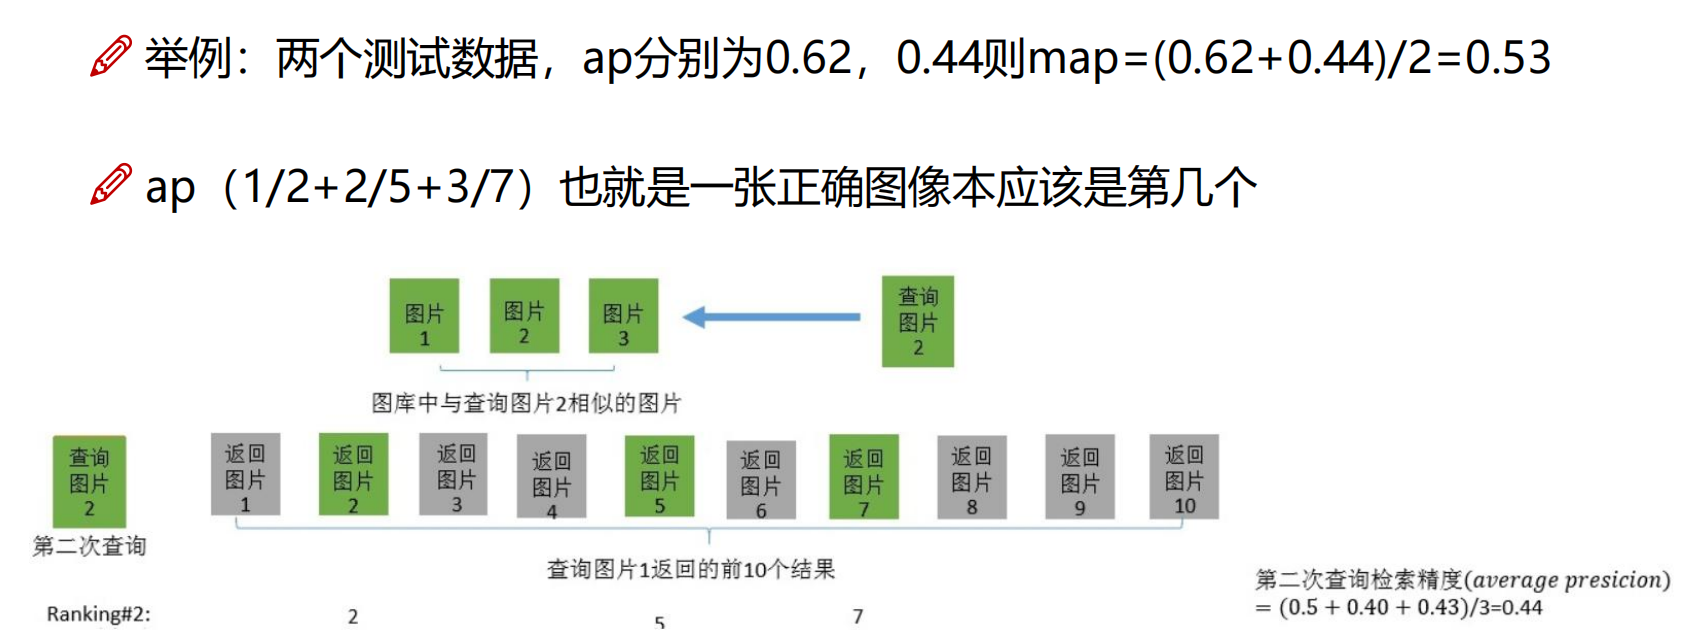 举例：两个测试数据，ap分别为0.62，0.44则map=(0.62+0.44)/2=0.53
ap（1/2+2/5+3/7）也就是一张正确图像本应该是第几个
图片
1
图片
2
图片
3
查询
图片
2
图库中与查询图片2相似的图片
查询
图片
2
返回
图片
1
返回
图片
2
返回
图片
3
返回
图片
4
返回
图片
5
返回
图片
6
返回
图片
7
返回
图片
8
返回
图片
9
返回
图片
10
第二次查询
查询图片1返回的前10个结果
第二次查询检索精度(average presicion)
= (0.5 + 0.40 + 0.43)/3=0.44
Ranking#2: 2 5 7